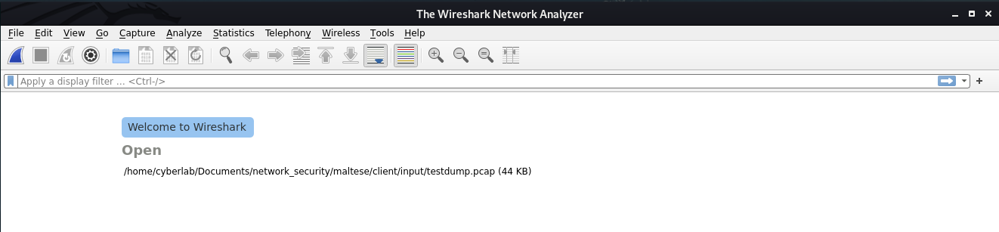 The Wireshark Network Analyzer
File Edit View Go Capture Analyze Statistics Telephony Wireless Tools Help
Apply a display filter ... <Ctrl-/>
Welcome to Wireshark
Open
/home/cyberlab/Documents/network_security/maltese/client/input/testdump.pcap (44 KB)